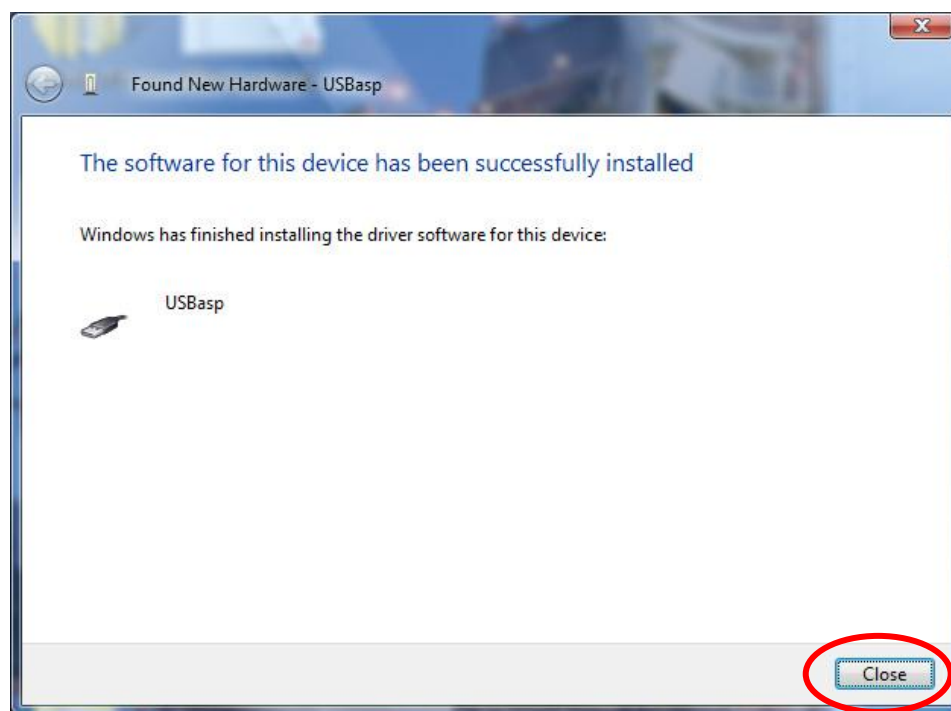 Found New Hardware - USBasp
The software for this device has been successfully installed
Windows has finished installing the driver software for this device:
USBasp
Close